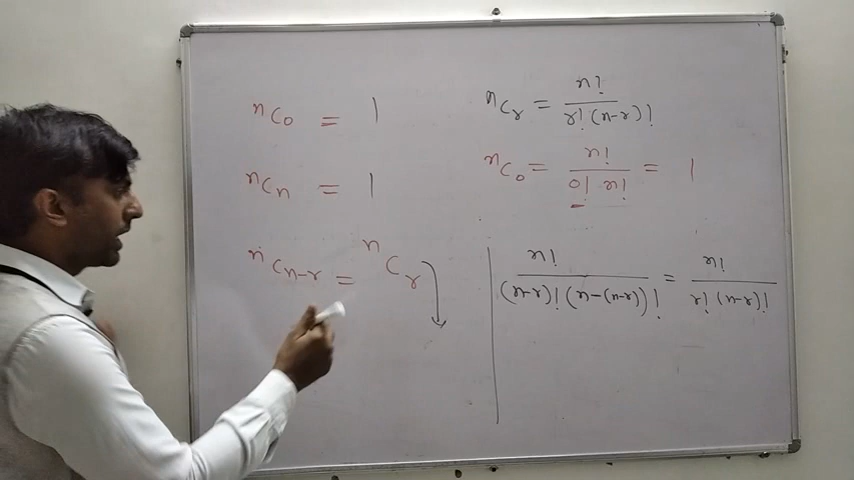 ⁿC₀ = 1
ⁿCₙ = 1
ⁿCₙ₋ᵣ = ⁿCᵣ
ⁿCᵣ = n! / r! (n-r)!
ⁿC₀ = n! / 0! n! = 1
n! / (n-r)! (n-(n-r))! = n! / r! (n-r)!